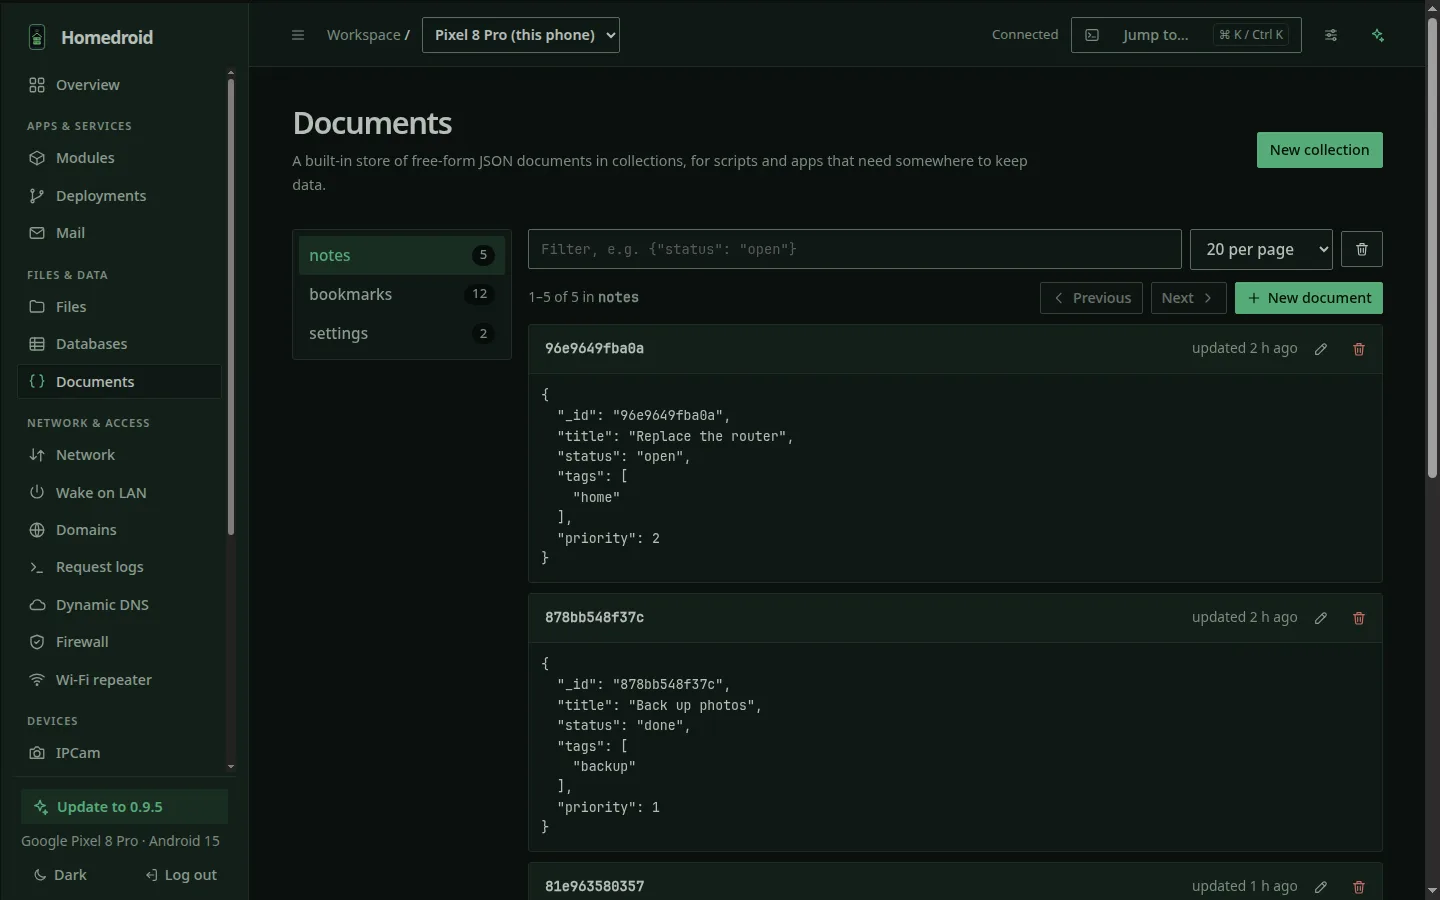 Homedroid
Workspace /
Pixel 8 Pro (this phone)
Connected
Jump to...
⌘ K / Ctrl K
Overview
APPS & SERVICES
Modules
Deployments
Mail
FILES & DATA
Files
Databases
Documents
NETWORK & ACCESS
Network
Wake on LAN
Domains
Request logs
Dynamic DNS
Firewall
Wi-Fi repeater
DEVICES
IPCam
Update to 0.9.5
Google Pixel 8 Pro · Android 15
Dark
Log out
Documents
A built-in store of free-form JSON documents in collections, for scripts and apps that need somewhere to keep
data.
New collection
notes 5
bookmarks 12
settings 2
Filter, e.g. {"status": "open"}
20 per page
1–5 of 5 in notes
Previous
Next
New document
96e9649fba0a
updated 2 h ago
{
"_id": "96e9649fba0a",
"title": "Replace the router",
"status": "open",
"tags": [
"home"
],
"priority": 2
}
878bb548f37c
updated 2 h ago
{
"_id": "878bb548f37c",
"title": "Back up photos",
"status": "done",
"tags": [
"backup"
],
"priority": 1
}
81e963580357
updated 1 h ago